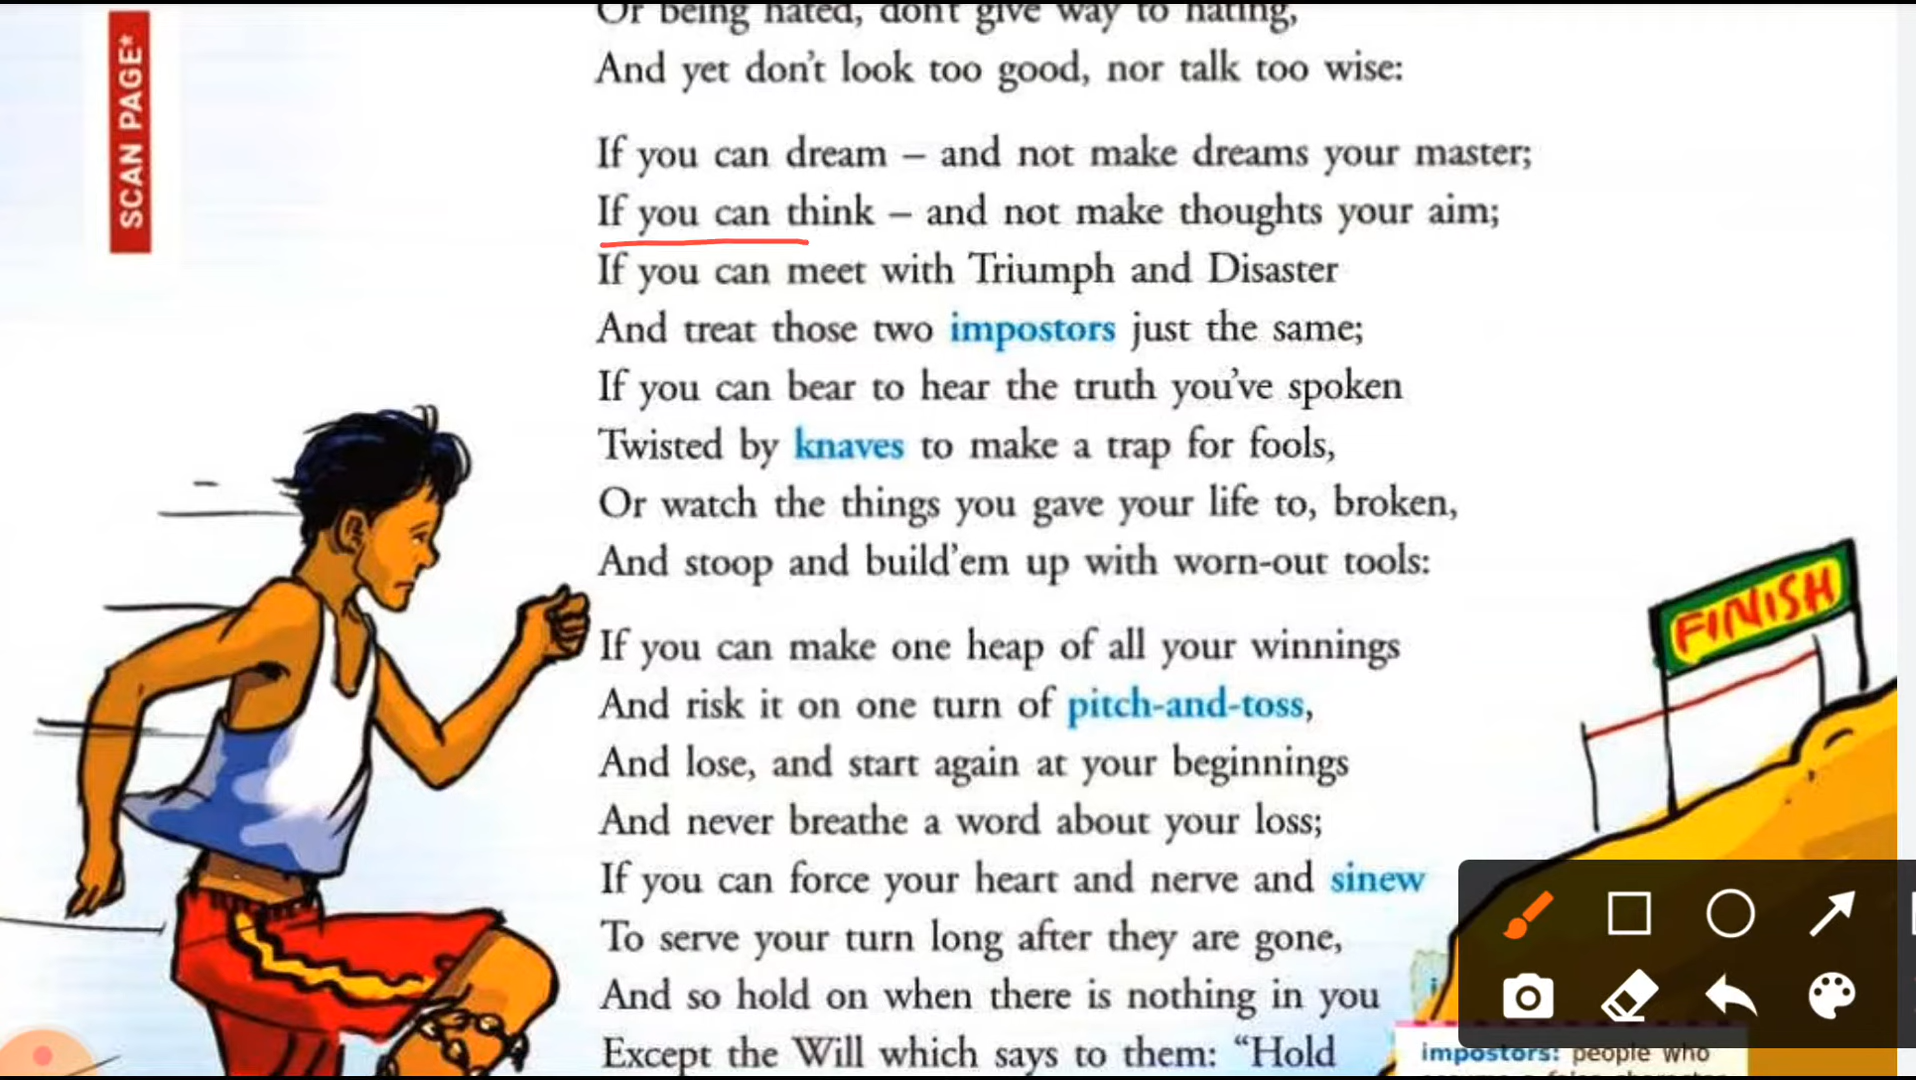 SCAN PAGE*
Or being hated, don't give way to hating,
And yet don't look too good, nor talk too wise:
If you can dream – and not make dreams your master;
If you can think – and not make thoughts your aim;
If you can meet with Triumph and Disaster
And treat those two impostors just the same;
If you can bear to hear the truth you've spoken
Twisted by knaves to make a trap for fools,
Or watch the things you gave your life to, broken,
And stoop and build'em up with worn-out tools:
If you can make one heap of all your winnings
And risk it on one turn of pitch-and-toss,
And lose, and start again at your beginnings
And never breathe a word about your loss;
If you can force your heart and nerve and sinew
To serve your turn long after they are gone,
And so hold on when there is nothing in you
Except the Will which says to them: “Hold
FINISH
impostors: people who